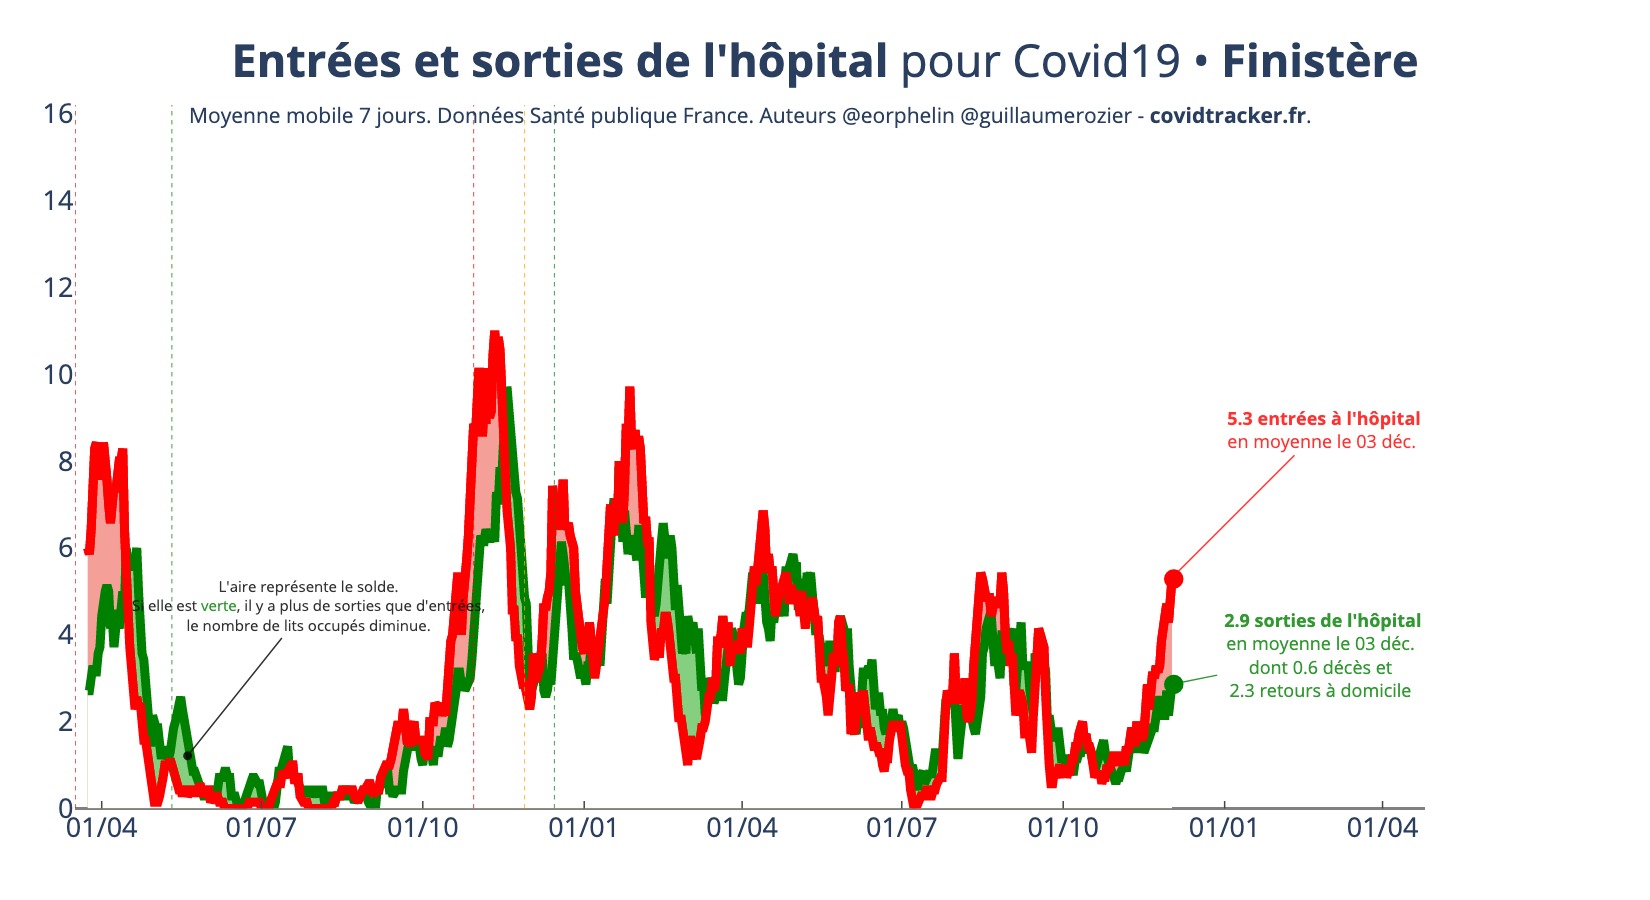 Entrées et sorties de l'hôpital pour Covid19 • Finistère
Moyenne mobile 7 jours. Données Santé publique France. Auteurs @eorphelin @guillaumerozier - covidtracker.fr.
16
14
12
10
8
6
4
2
0
5.3 entrées à l'hôpital
en moyenne le 03 déc.
L'aire représente le solde.
Si elle est verte, il y a plus de sorties que d'entrées,
le nombre de lits occupés diminue.
2.9 sorties de l'hôpital
en moyenne le 03 déc.
dont 0.6 décès et
2.3 retours à domicile
01/04 01/07 01/10 01/01 01/04 01/07 01/10 01/01 01/04